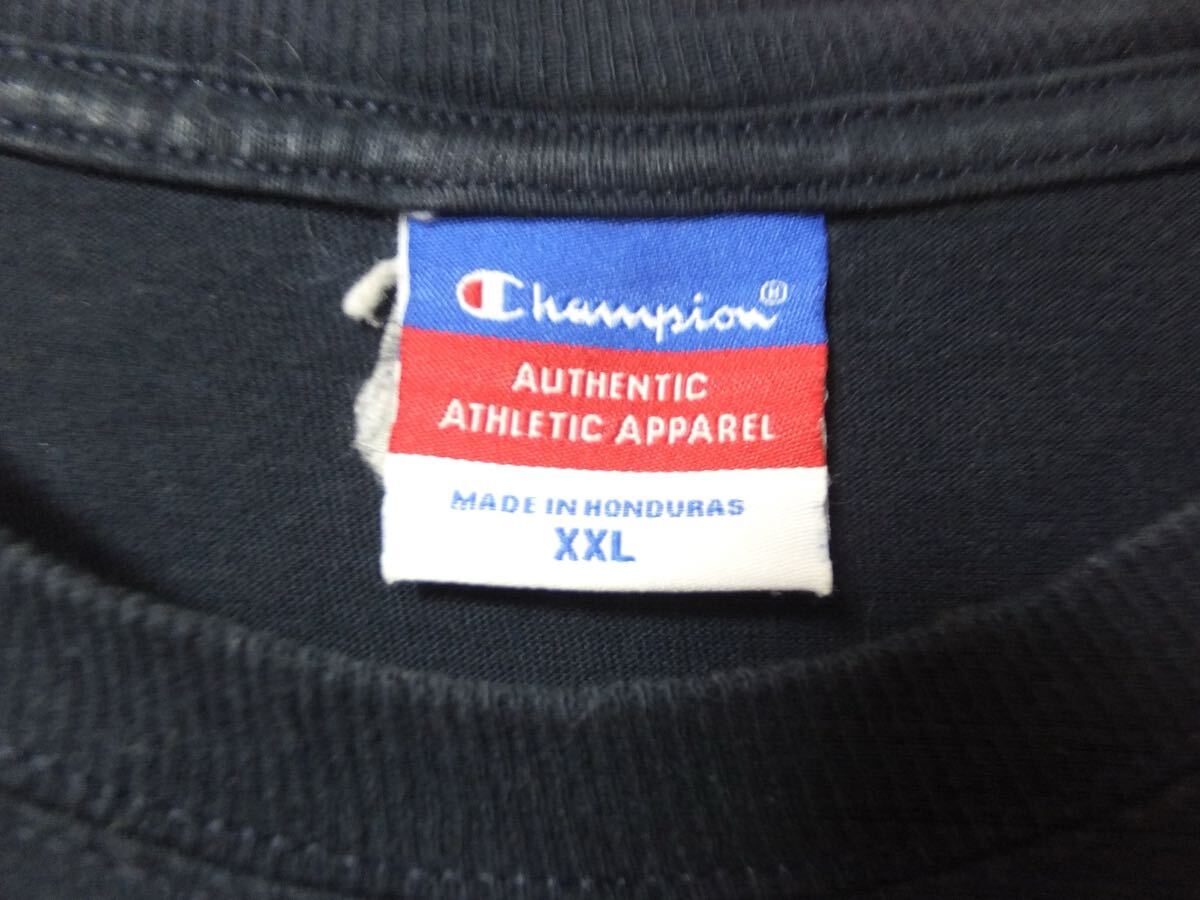 Champion®
AUTHENTIC
ATHLETIC APPAREL
MADE IN HONDURAS
XXL